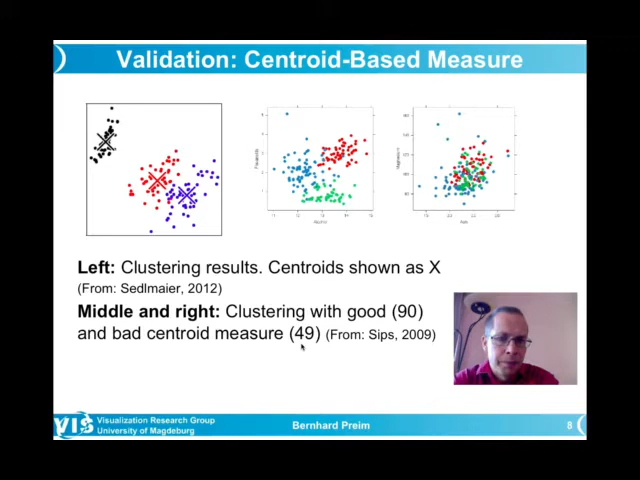 Validation: Centroid-Based Measure
Left: Clustering results. Centroids shown as X
(From: Sedlmaier, 2012)
Middle and right: Clustering with good (90)
and bad centroid measure (49) (From: Sips, 2009)
VIS
Visualization Research Group
University of Magdeburg
Bernhard Preim
8